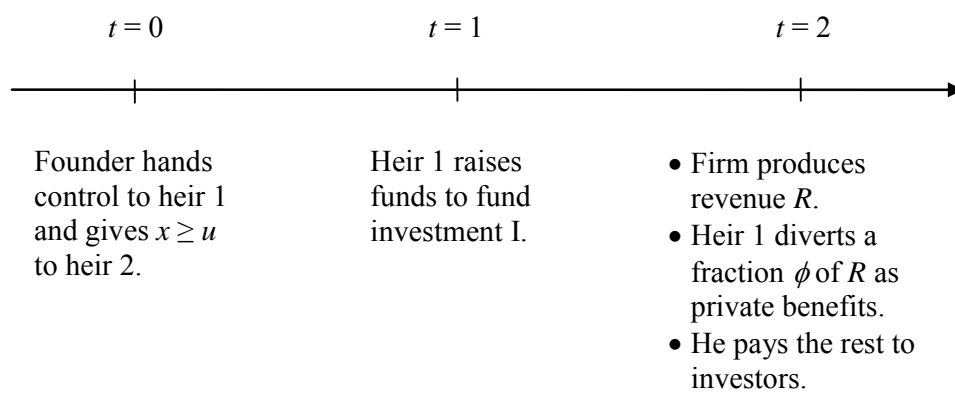 t = 0
t = 1
t = 2
Founder hands
control to heir 1
and gives x ≥ u
to heir 2.
Heir 1 raises
funds to fund
investment I.
• Firm produces
revenue R.
• Heir 1 diverts a
fraction ϕ of R as
private benefits.
• He pays the rest to
investors.